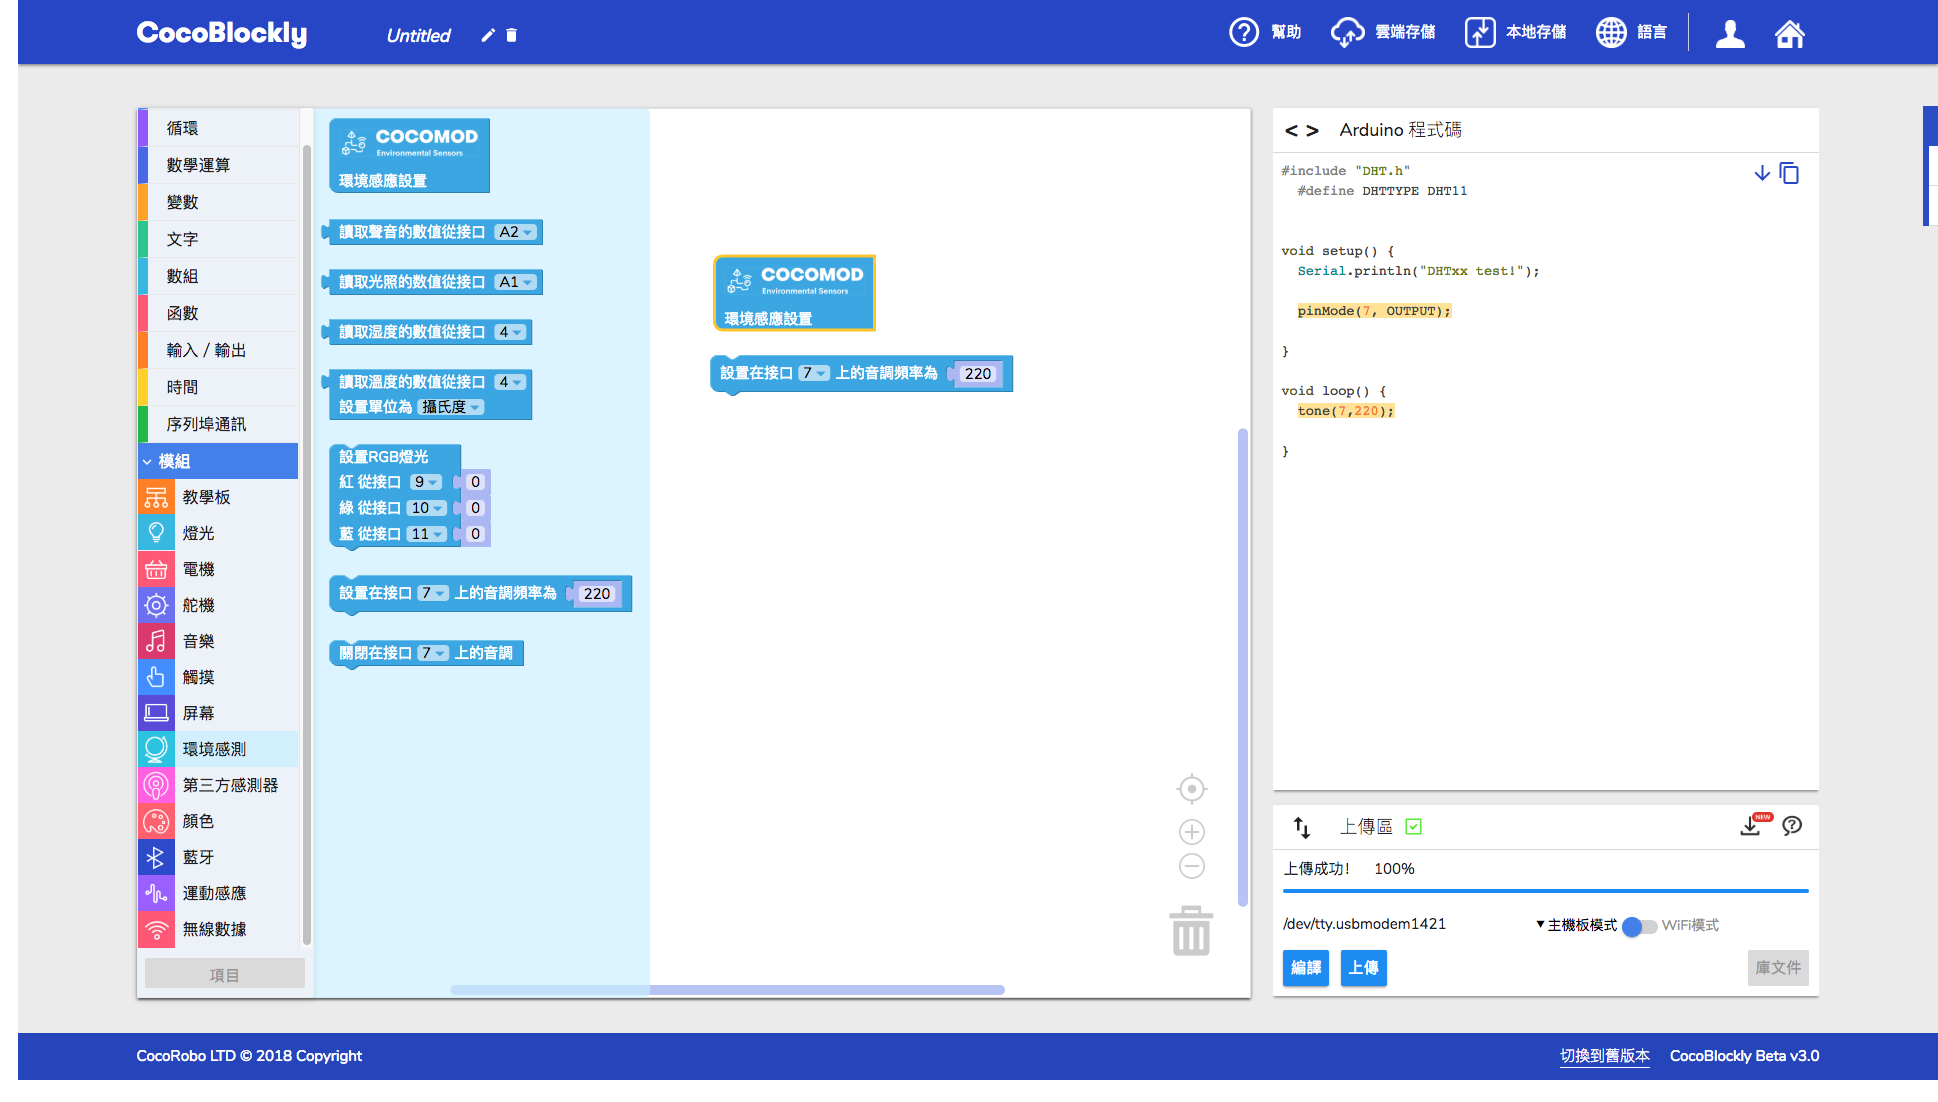 CocoBlockly
Untitled
幫助
雲端存儲
本地存儲
語言
循環
數學運算
變數
文字
數組
函數
輸入 / 輸出
時間
序列埠通訊
模組
教學板
燈光
電機
舵機
音樂
觸摸
屏幕
環境感測
第三方感測器
顏色
藍牙
運動感應
無線數據
項目
COCOMOD
Environmental Sensors
環境感應設置
讀取聲音的數值從接口 A2
讀取光照的數值從接口 A1
讀取湿度的數值從接口 4
讀取溫度的數值從接口 4
設置單位為 攝氏度
設置RGB燈光
紅 從接口 9 0
綠 從接口 10 0
藍 從接口 11 0
設置在接口 7 上的音調頻率為 220
關閉在接口 7 上的音調
COCOMOD
Environmental Sensors
環境感應設置
設置在接口 7 上的音調頻率為 220
< > Arduino 程式碼
#include "DHT.h"
#define DHTTYPE DHT11
void setup() {
Serial.println("DHTxx test!");
pinMode(7, OUTPUT);
}
void loop() {
tone(7,220);
}
上傳區
NEW
上傳成功! 100%
/dev/tty.usbmodem1421
主機板模式
WiFi模式
編譯
上傳
庫文件
CocoRobo LTD © 2018 Copyright
切換到舊版本
CocoBlockly Beta v3.0